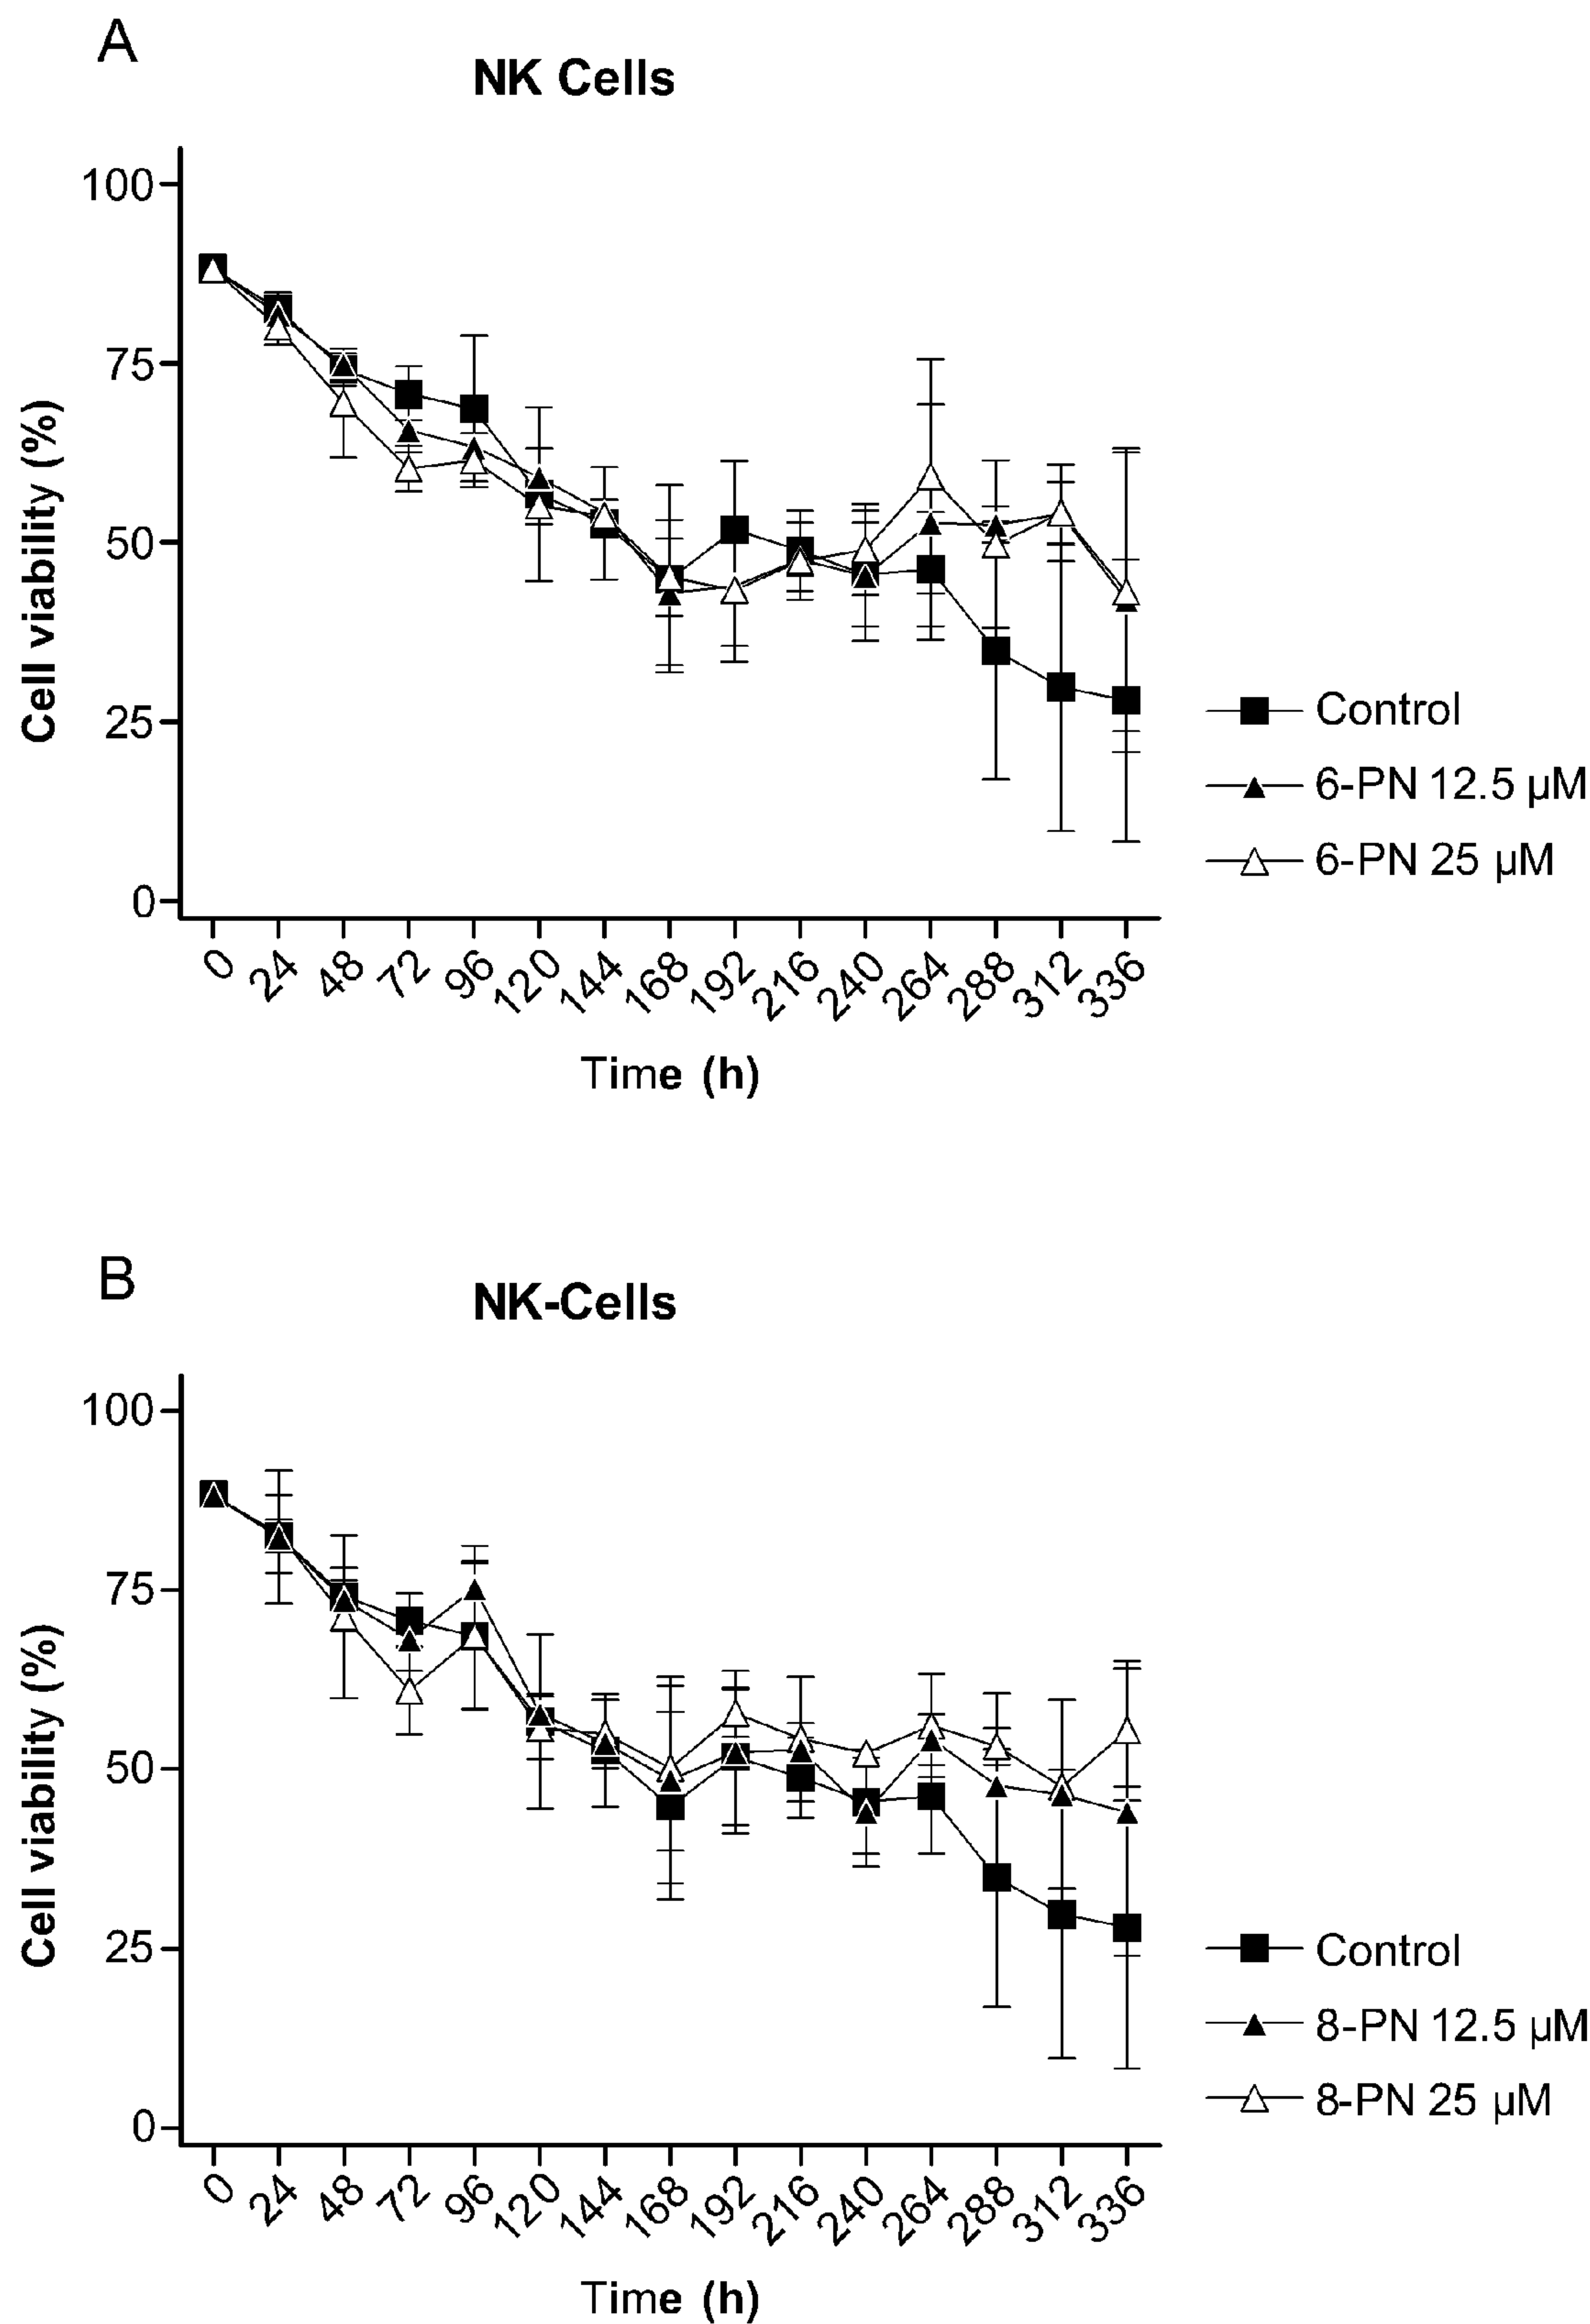 A
NK Cells
Cell viability (%)
100
75
50
25
0
0 24 48 72 96 120 144 168 192 216 240 264 288 312 336
Time (h)
Control
6-PN 12.5 µM
6-PN 25 µM
B
NK-Cells
Cell viability (%)
100
75
50
25
0
0 24 48 72 96 120 144 168 192 216 240 264 288 312 336
Time (h)
Control
8-PN 12.5 µM
8-PN 25 µM